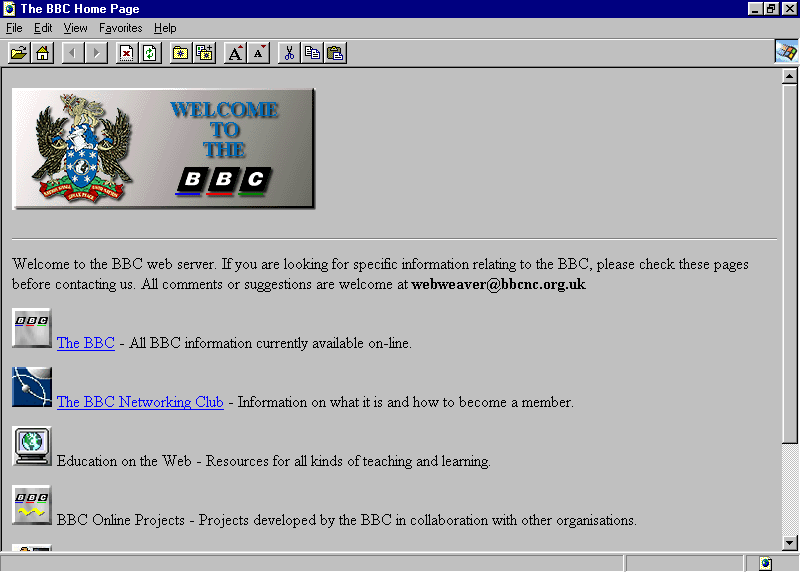 The BBC Home Page
File Edit View Favorites Help
A A
WELCOME
TO
THE
BBC
Welcome to the BBC web server. If you are looking for specific information relating to the BBC, please check these pages
before contacting us. All comments or suggestions are welcome at webweaver@bbcnc.org.uk
BBC
The BBC - All BBC information currently available on-line.
The BBC Networking Club - Information on what it is and how to become a member.
Education on the Web - Resources for all kinds of teaching and learning.
BBC
BBC Online Projects - Projects developed by the BBC in collaboration with other organisations.